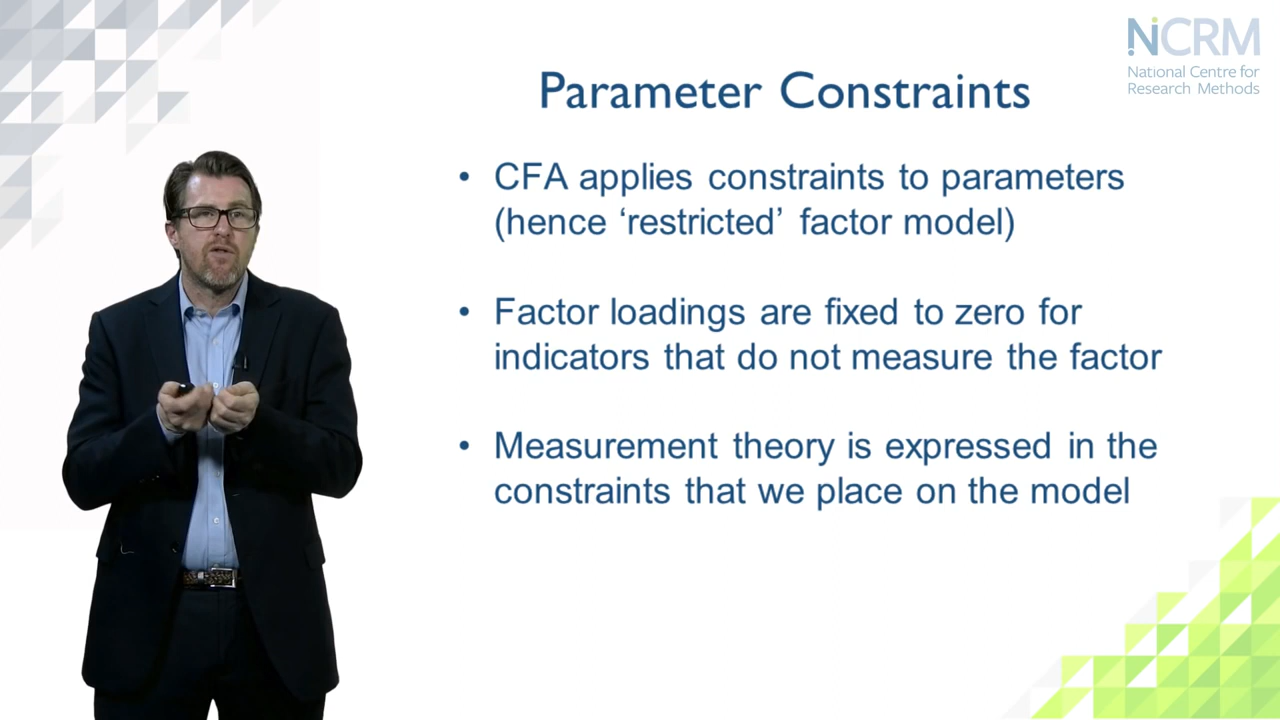 NCRM
National Centre for
Research Methods
Parameter Constraints
• CFA applies constraints to parameters
(hence ‘restricted’ factor model)
• Factor loadings are fixed to zero for
indicators that do not measure the factor
• Measurement theory is expressed in the
constraints that we place on the model